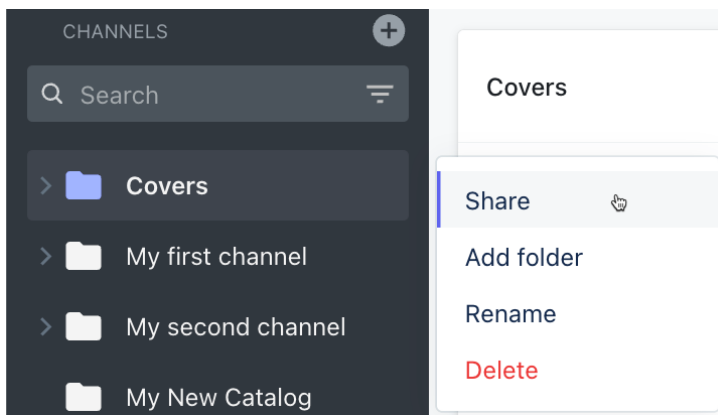 CHANNELS
Search
Covers
My first channel
My second channel
My New Catalog
Covers
Share
Add folder
Rename
Delete